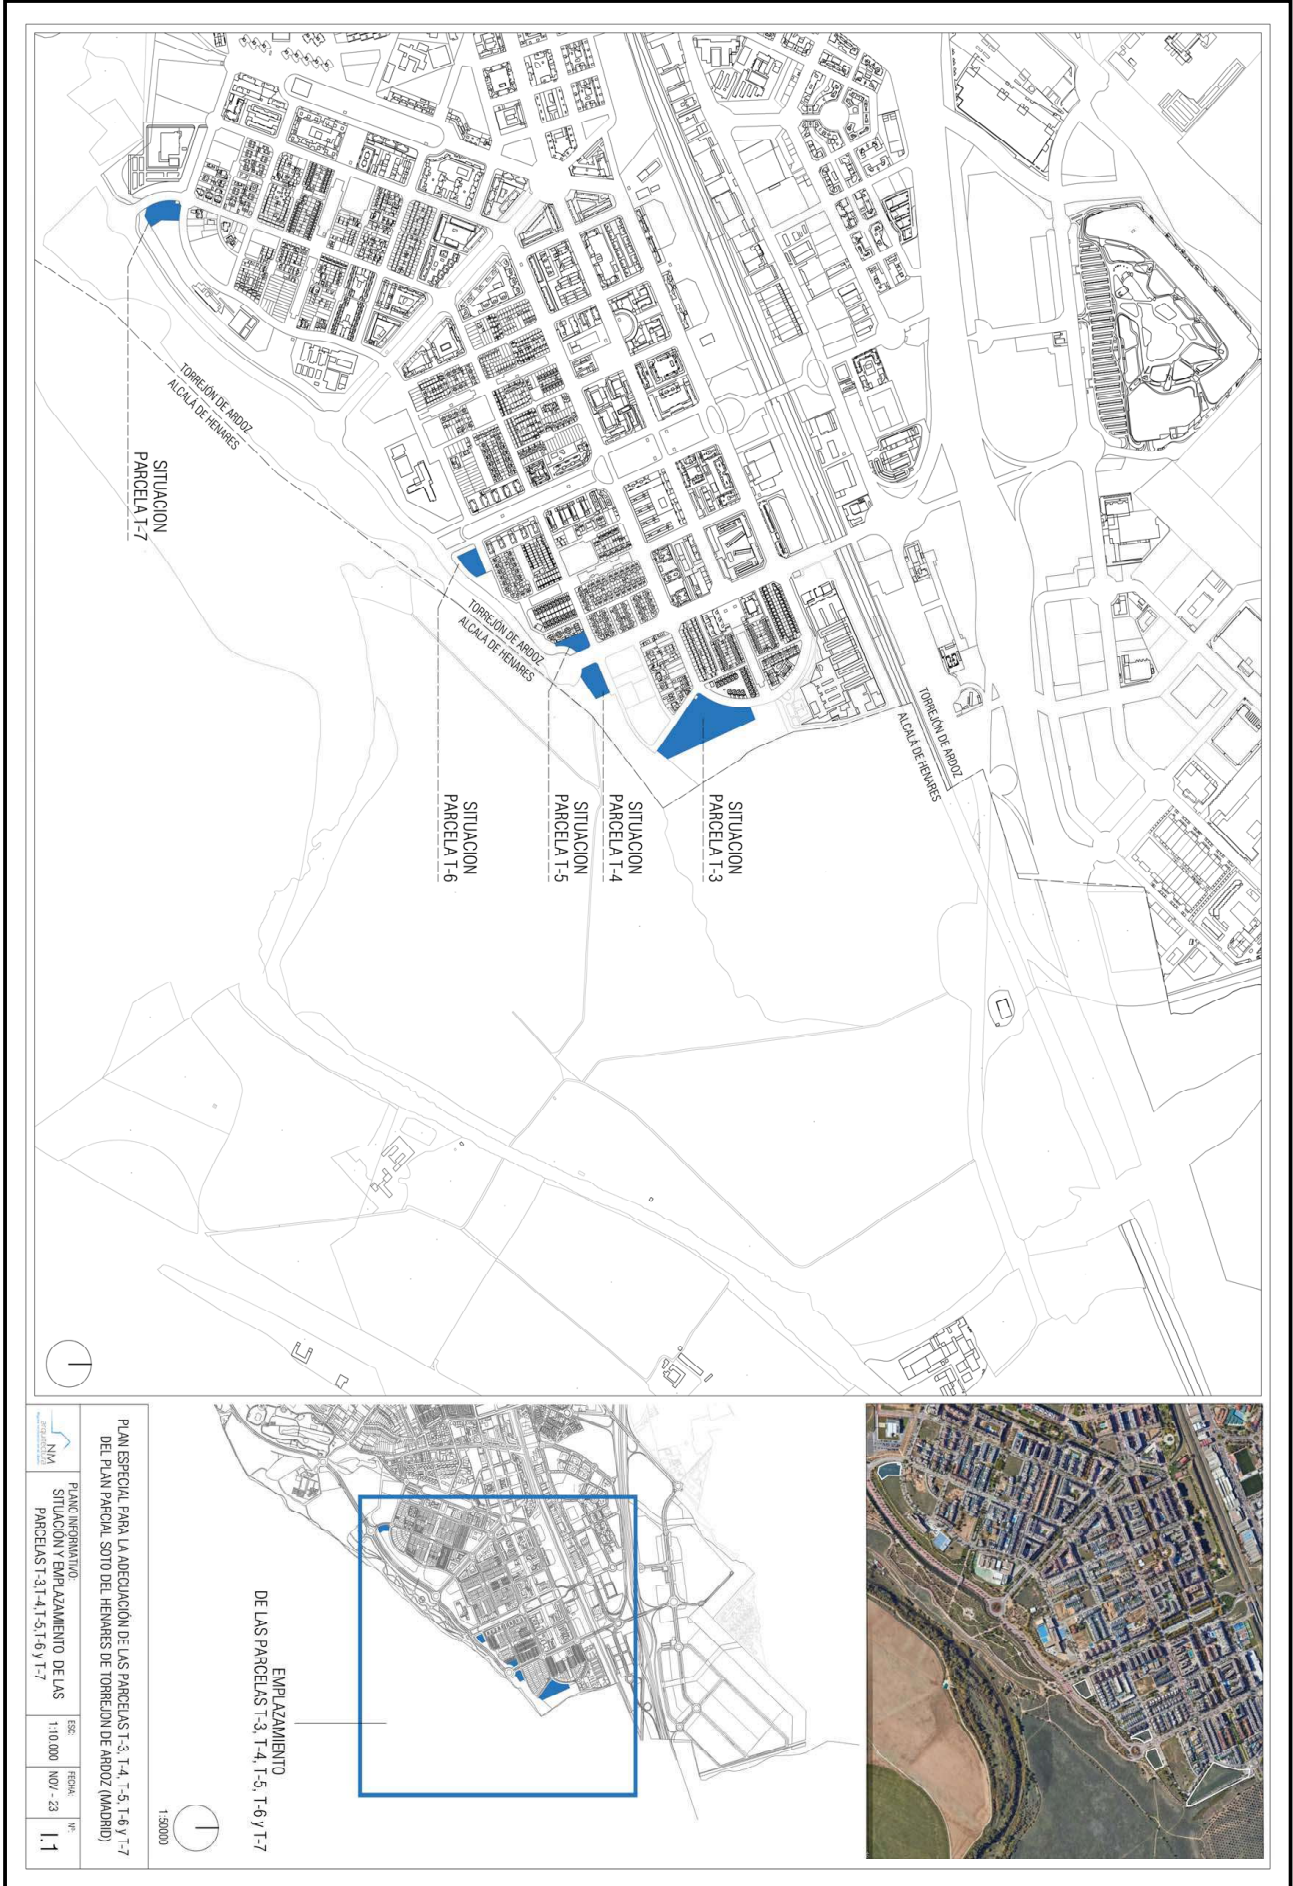 TORREJÓN DE ARDOZ
ALCALÁ DE HENARES
TORREJÓN DE ARDOZ
ALCALÁ DE HENARES
TORREJÓN DE ARDOZ
ALCALÁ DE HENARES
SITUACION
PARCELA T-3
SITUACION
PARCELA T-4
SITUACION
PARCELA T-5
SITUACION
PARCELA T-6
SITUACION
PARCELA T-7
EMPLAZAMIENTO
DE LAS PARCELAS T-3, T-4, T-5, T-6 y T-7
1:50000
PLAN ESPECIAL PARA LA ADECUACIÓN DE LAS PARCELAS T-3, T-4, T-5, T-6 y T-7
DEL PLAN PARCIAL SOTO DEL HENARES DE TORREJON DE ARDOZ (MADRID)
NM
arquitectura
PLANO INFORMATIVO:
SITUACIÓN Y EMPLAZAMIENTO DE LAS
PARCELAS T-3,T-4,T-5,T-6 y T-7
ESC:
1:10.000
FECHA:
NOV - 23
Nº:
I.1